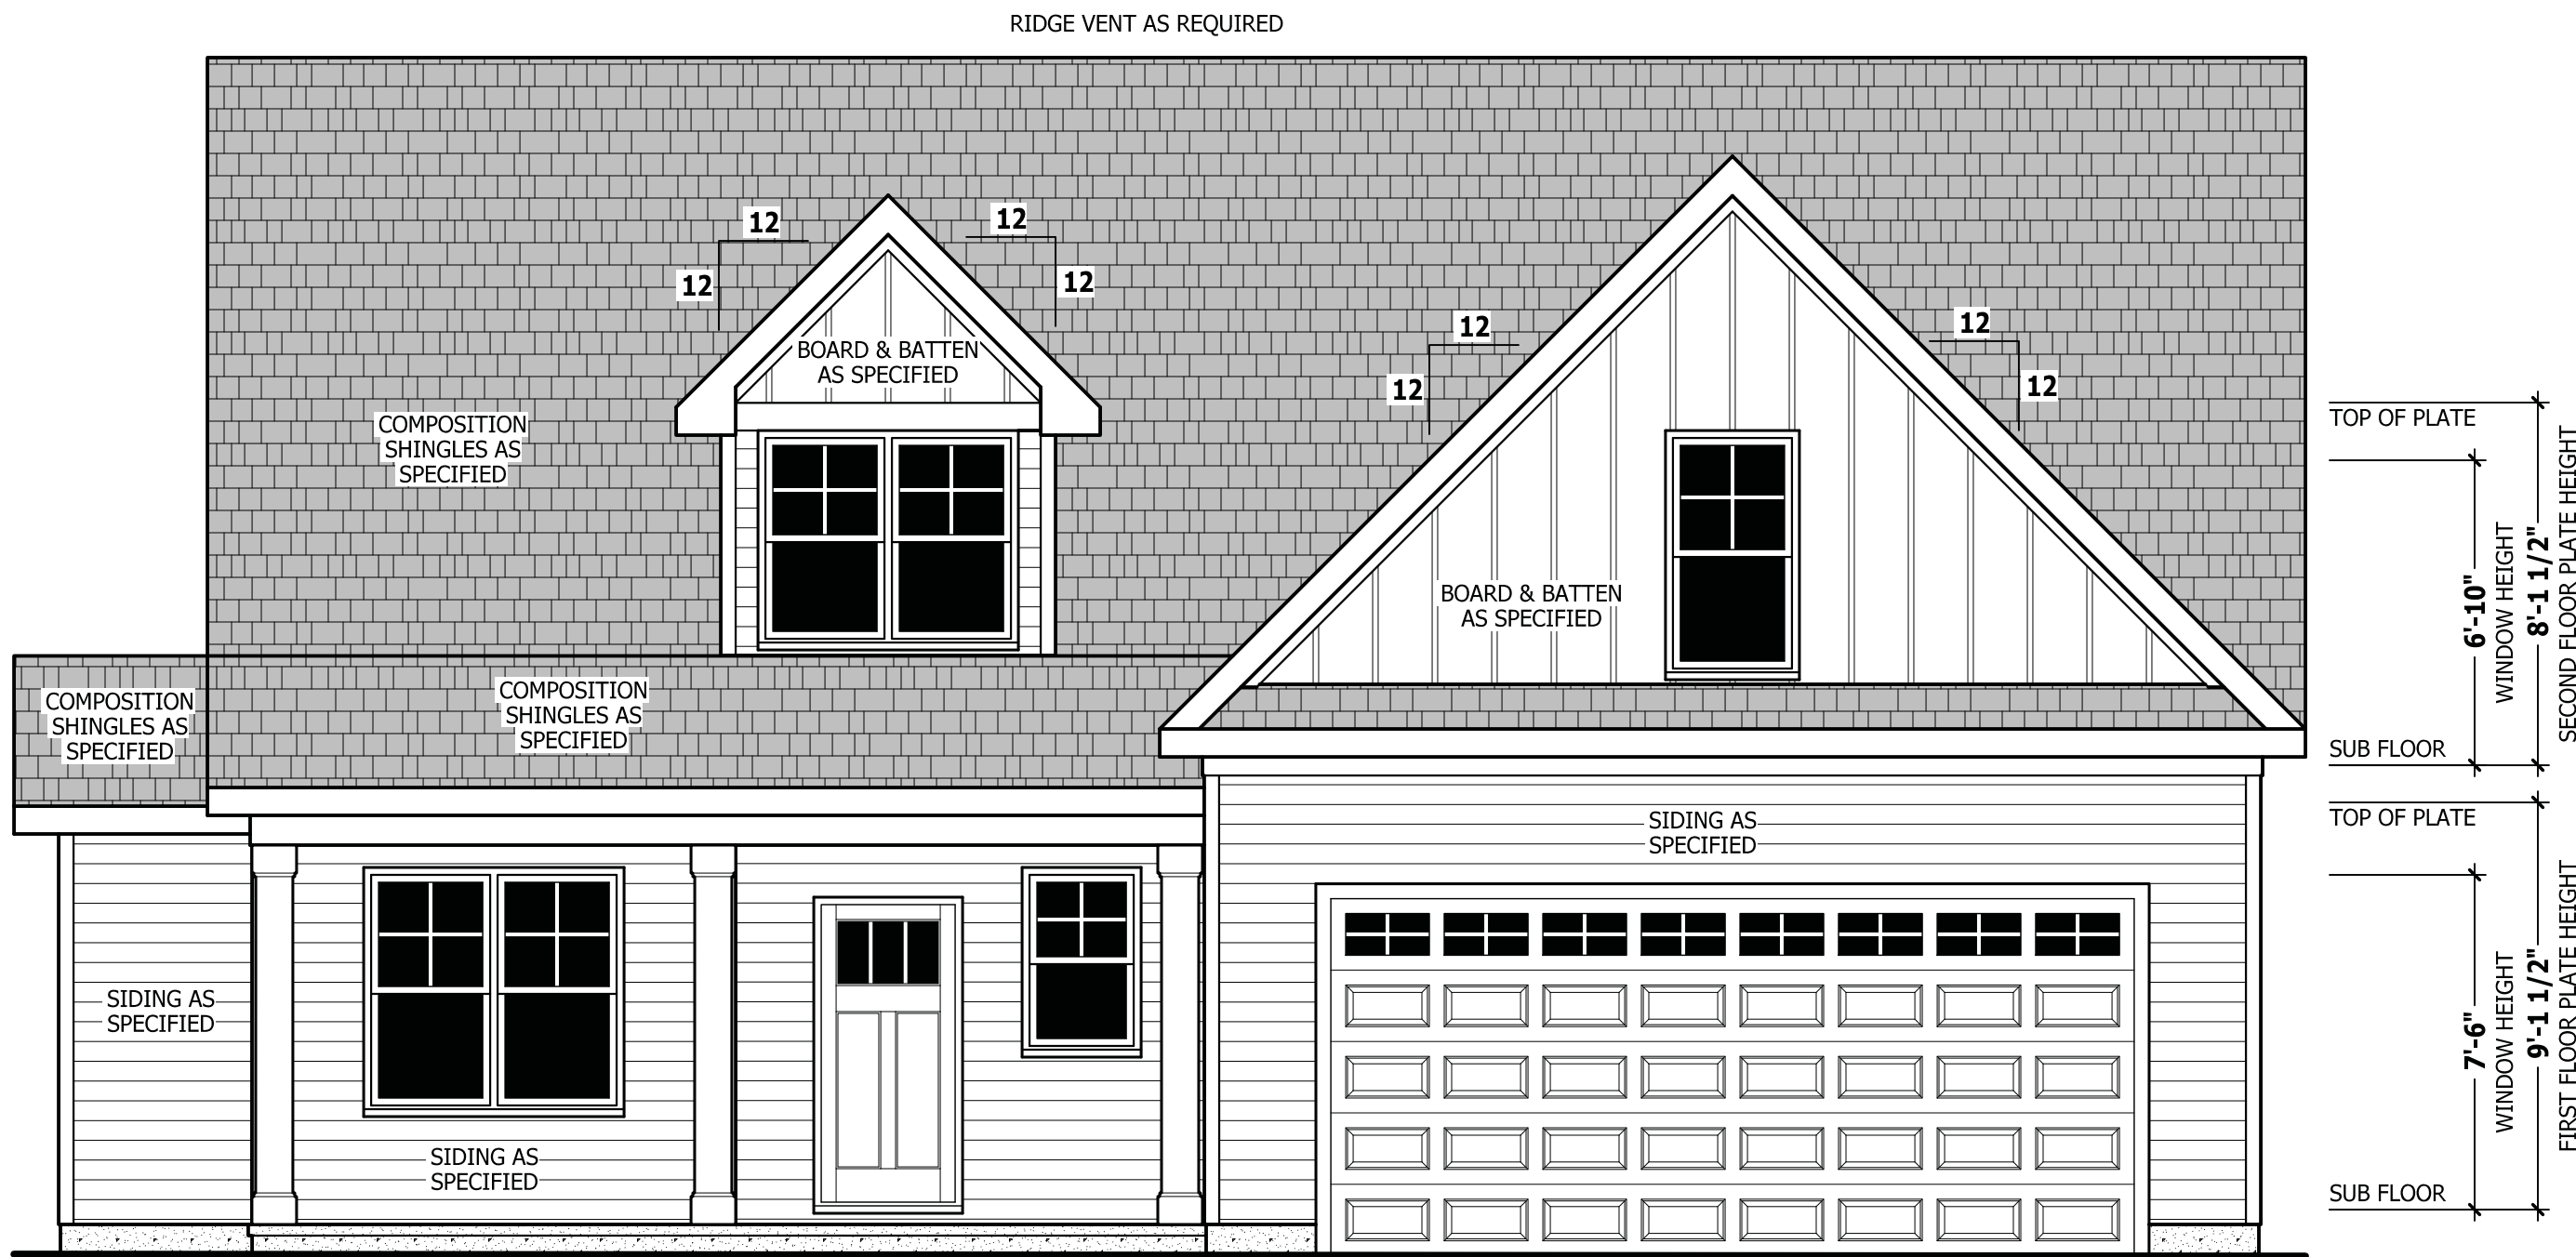 RIDGE VENT AS REQUIRED
12
12
12
12
12
12
12
12
BOARD & BATTEN
AS SPECIFIED
COMPOSITION
SHINGLES AS
SPECIFIED
BOARD & BATTEN
AS SPECIFIED
COMPOSITION
SHINGLES AS
SPECIFIED
COMPOSITION
SHINGLES AS
SPECIFIED
SIDING AS
SPECIFIED
SIDING AS
SPECIFIED
SIDING AS
SPECIFIED
TOP OF PLATE
6'-10"
WINDOW HEIGHT
8'-1 1/2"
SECOND FLOOR PLATE HEIGHT
SUB FLOOR
TOP OF PLATE
7'-6"
WINDOW HEIGHT
9'-1 1/2"
FIRST FLOOR PLATE HEIGHT
SUB FLOOR